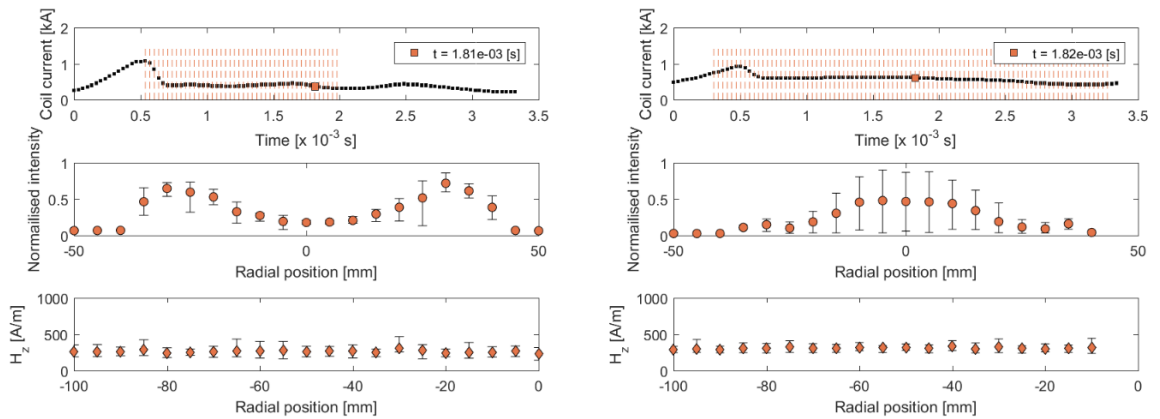 Coil current [kA]
2
1
0
t = 1.81e-03 [s]
0 0.5 1 1.5 2 2.5 3 3.5
Time [x 10-3 s]
Normailised intensity
1
0.5
0
-50 0 50
Radial position [mm]
Hz [A/m]
1000
500
0
-100 -80 -60 -40 -20 0
Radial position [mm]
Coil current [kA]
2
1
0
t = 1.82e-03 [s]
0 0.5 1 1.5 2 2.5 3 3.5
Time [x 10-3 s]
Normailised intensity
1
0.5
0
-50 0 50
Radial position [mm]
Hz [A/m]
1000
500
0
-100 -80 -60 -40 -20 0
Radial position [mm]